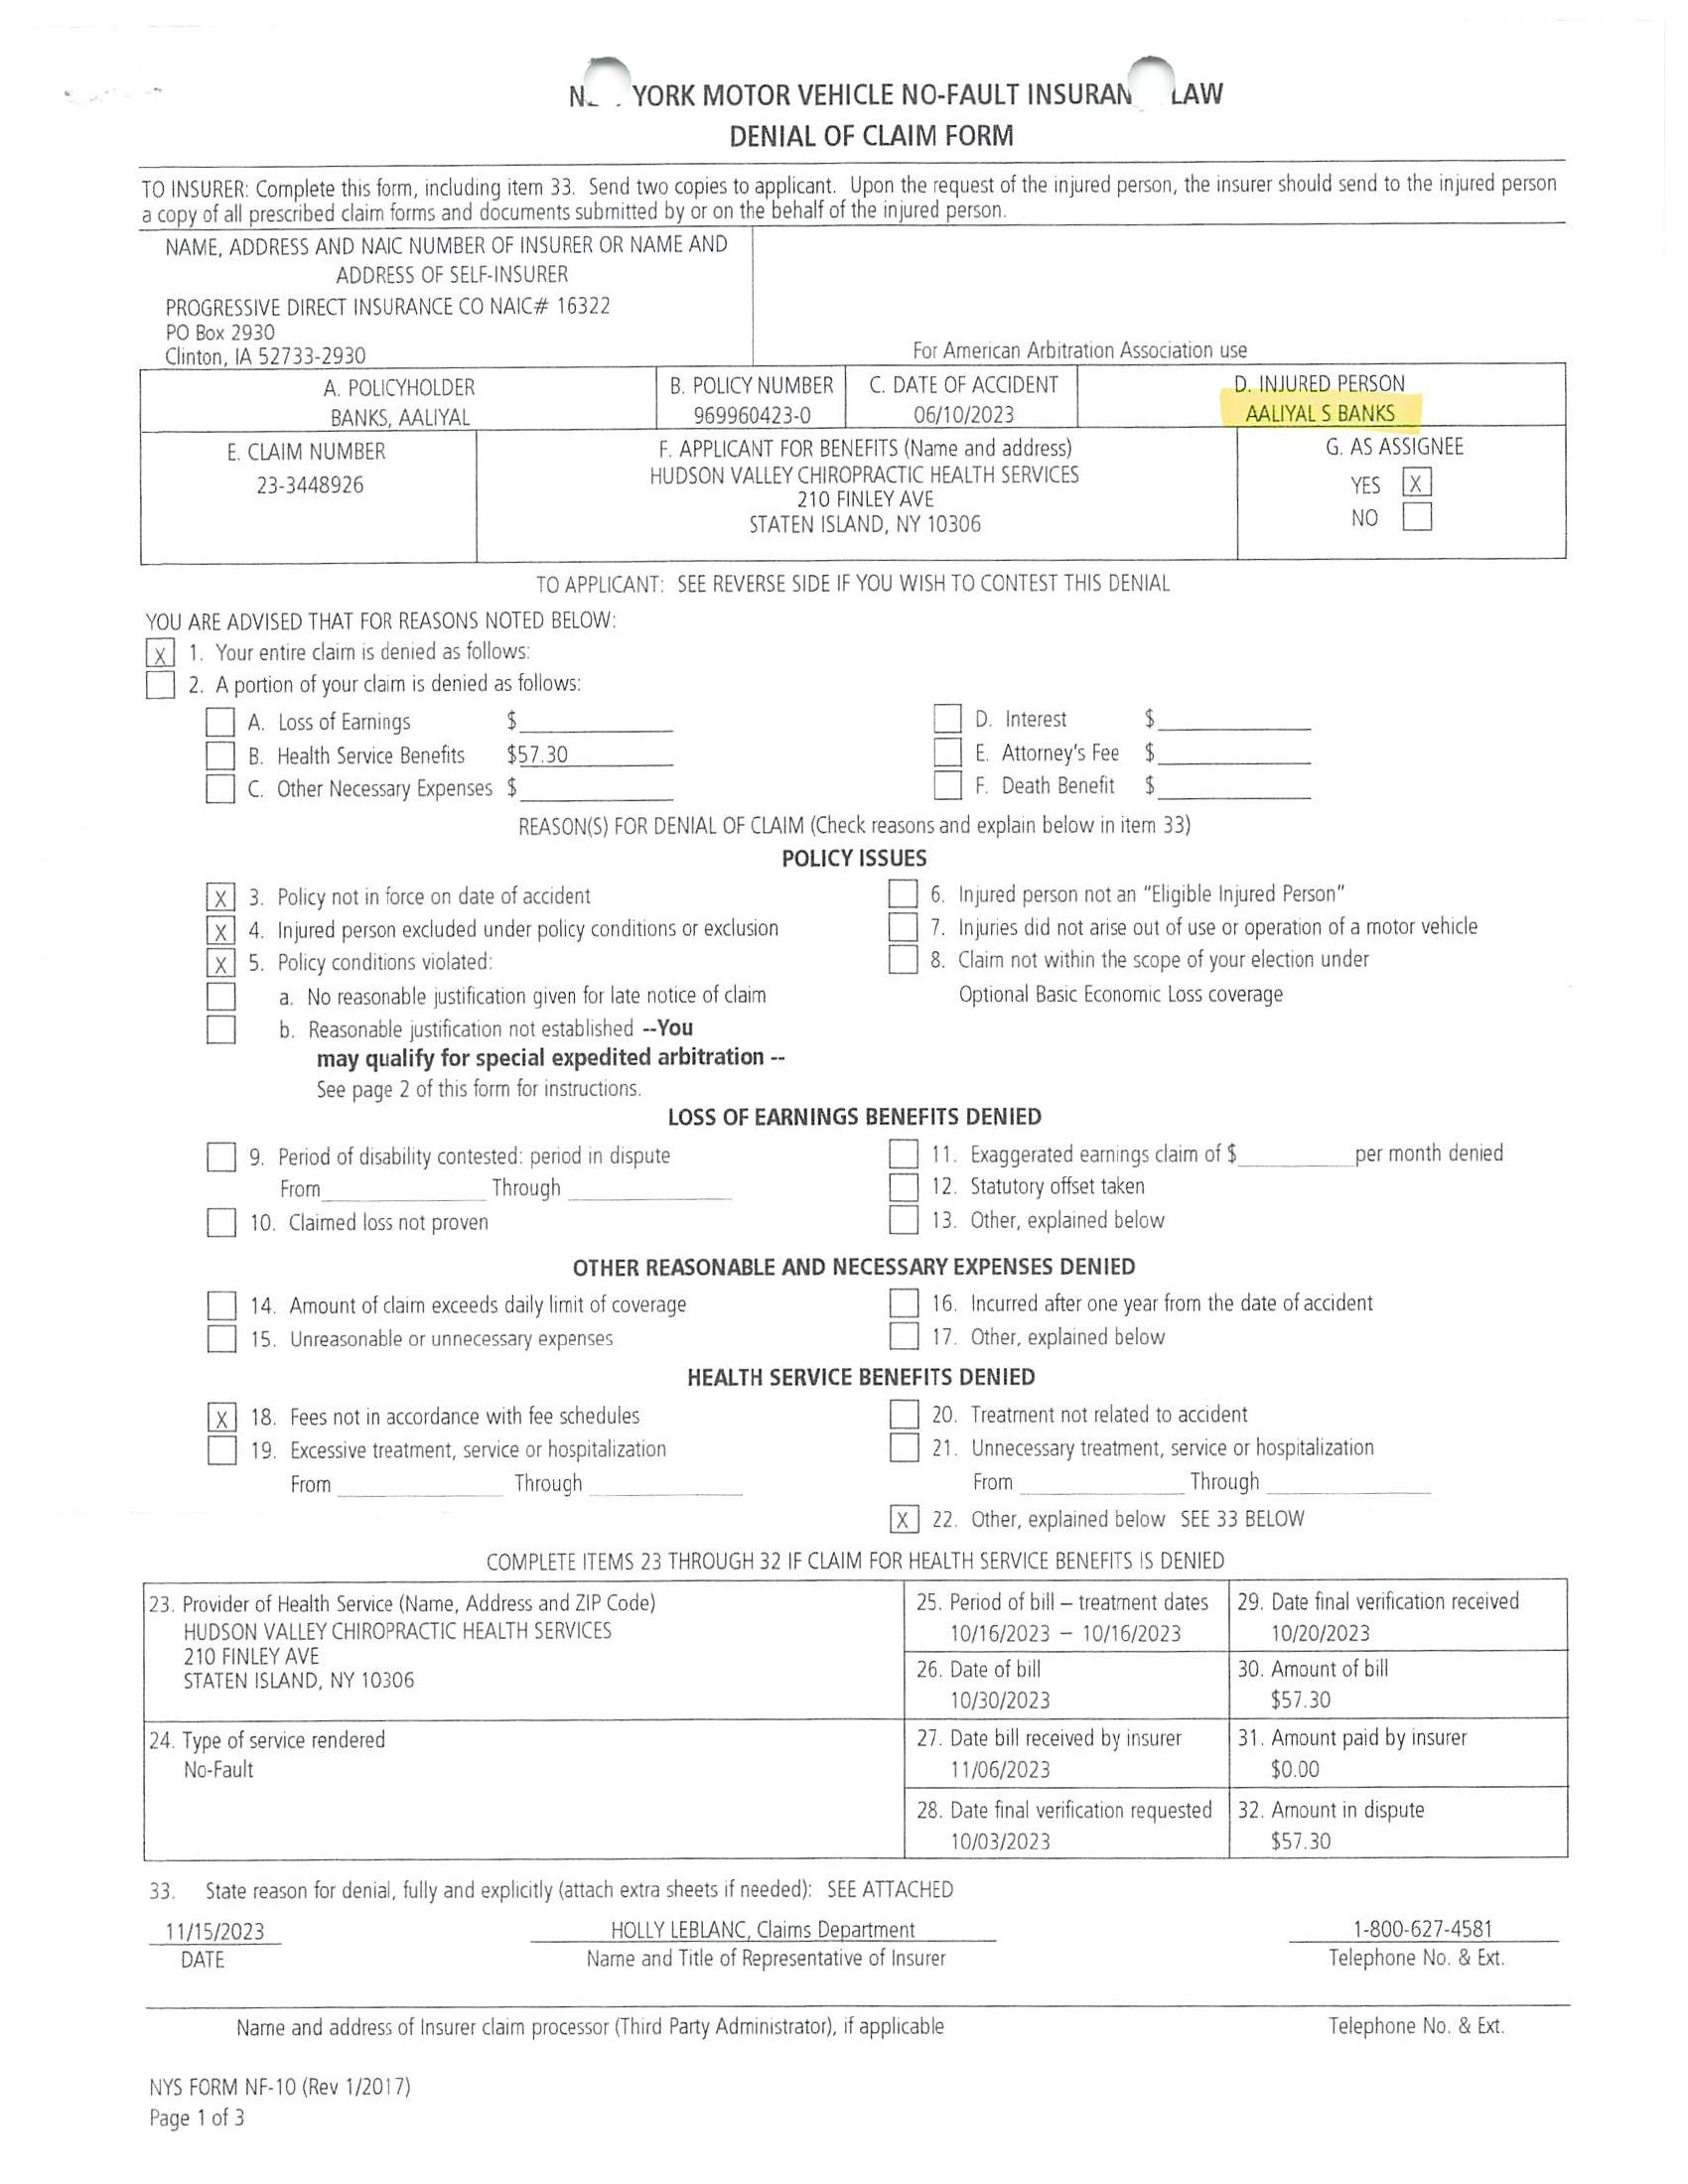 YORK MOTOR VEHICLE NO-FAULT INSURAN LAW
DENIAL OF CLAIM FORM
TO INSURER: Complete this form, including item 33. Send two copies to applicant. Upon the request of the injured person, the insurer should send to the injured person
a copy of all prescribed claim forms and documents submitted by or on the behalf of the injured person.
NAME, ADDRESS AND NAIC NUMBER OF INSURER OR NAME AND
ADDRESS OF SELF-INSURER
PROGRESSIVE DIRECT INSURANCE CO NAIC# 16322
PO Box 2930
Clinton, IA 52733-2930
For American Arbitration Association use
A. POLICYHOLDER
BANKS, AALIYAL
B. POLICY NUMBER
969960423-0
C. DATE OF ACCIDENT
06/10/2023
D. INJURED PERSON
AALIYAL S BANKS
E. CLAIM NUMBER
23-3448926
F. APPLICANT FOR BENEFITS (Name and address)
HUDSON VALLEY CHIROPRACTIC HEALTH SERVICES
210 FINLEY AVE
STATEN ISLAND, NY 10306
G. AS ASSIGNEE
YES X
NO
TO APPLICANT: SEE REVERSE SIDE IF YOU WISH TO CONTEST THIS DENIAL
YOU ARE ADVISED THAT FOR REASONS NOTED BELOW:
X 1. Your entire claim is denied as follows:
2. A portion of your claim is denied as follows:
A. Loss of Earnings $
D. Interest $
B. Health Service Benefits $57.30
E. Attorney's Fee $
C. Other Necessary Expenses $
F. Death Benefit $
REASON(S) FOR DENIAL OF CLAIM (Check reasons and explain below in item 33)
POLICY ISSUES
X 3. Policy not in force on date of accident
X 4. Injured person excluded under policy conditions or exclusion
X 5. Policy conditions violated:
a. No reasonable justification given for late notice of claim
b. Reasonable justification not established --You
may qualify for special expedited arbitration --
See page 2 of this form for instructions.
6. Injured person not an "Eligible Injured Person"
7. Injuries did not arise out of use or operation of a motor vehicle
8. Claim not within the scope of your election under
Optional Basic Economic Loss coverage
LOSS OF EARNINGS BENEFITS DENIED
9. Period of disability contested: period in dispute
From Through
10. Claimed loss not proven
11. Exaggerated earnings claim of $ per month denied
12. Statutory offset taken
13. Other, explained below
OTHER REASONABLE AND NECESSARY EXPENSES DENIED
14. Amount of claim exceeds daily limit of coverage
15. Unreasonable or unnecessary expenses
16. Incurred after one year from the date of accident
17. Other, explained below
HEALTH SERVICE BENEFITS DENIED
X 18. Fees not in accordance with fee schedules
19. Excessive treatment, service or hospitalization
From Through
20. Treatment not related to accident
21. Unnecessary treatment, service or hospitalization
From Through
X 22. Other, explained below SEE 33 BELOW
COMPLETE ITEMS 23 THROUGH 32 IF CLAIM FOR HEALTH SERVICE BENEFITS IS DENIED
23. Provider of Health Service (Name, Address and ZIP Code)
HUDSON VALLEY CHIROPRACTIC HEALTH SERVICES
210 FINLEY AVE
STATEN ISLAND, NY 10306
24. Type of service rendered
No-Fault
25. Period of bill – treatment dates
10/16/2023 – 10/16/2023
26. Date of bill
10/30/2023
27. Date bill received by insurer
11/06/2023
28. Date final verification requested
10/03/2023
29. Date final verification received
10/20/2023
30. Amount of bill
$57.30
31. Amount paid by insurer
$0.00
32. Amount in dispute
$57.30
33. State reason for denial, fully and explicitly (attach extra sheets if needed): SEE ATTACHED
11/15/2023
DATE
HOLLY LEBLANC, Claims Department
Name and Title of Representative of Insurer
1-800-627-4581
Telephone No. & Ext.
Name and address of Insurer claim processor (Third Party Administrator), if applicable
Telephone No. & Ext.
NYS FORM NF-10 (Rev 1/2017)
Page 1 of 3